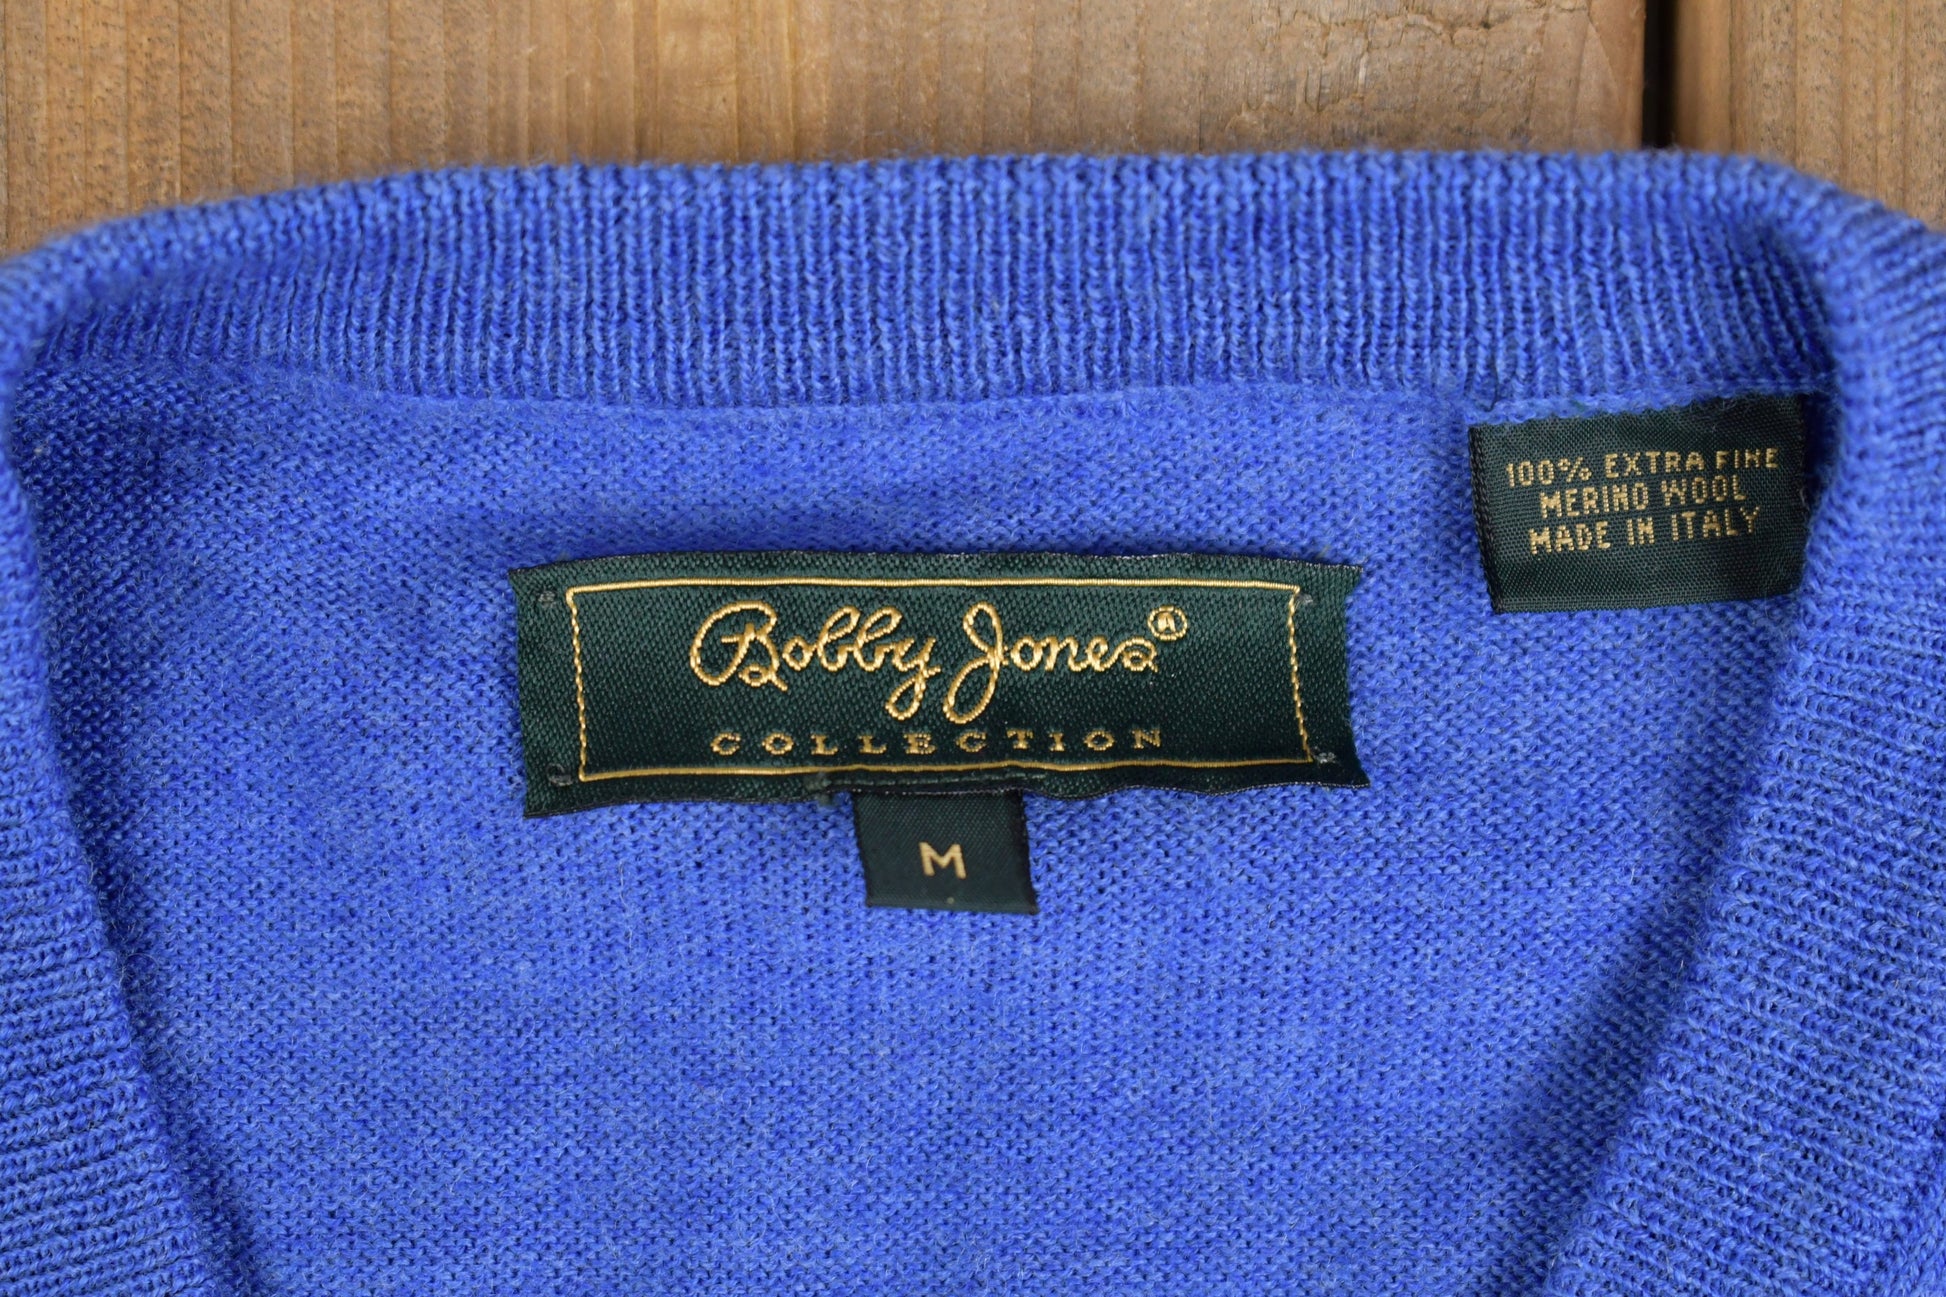 Bobby Jones®
COLLECTION
M
100% EXTRA FINE
MERINO WOOL
MADE IN ITALY